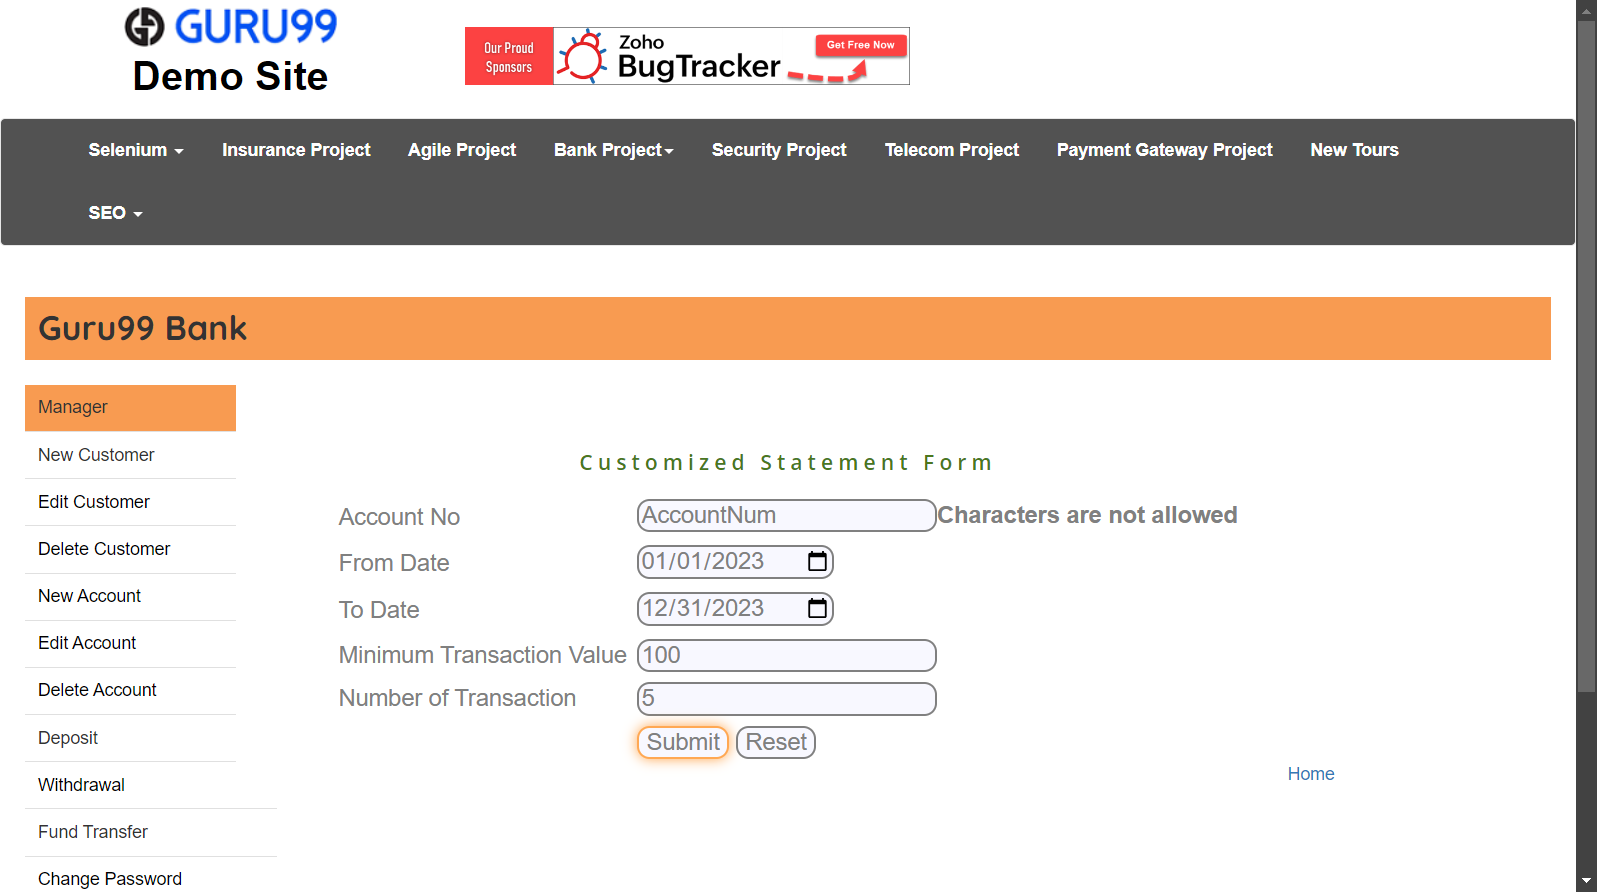 GURU99
Demo Site
Our Proud Sponsors
Zoho
BugTracker
Get Free Now
Selenium
Insurance Project
Agile Project
Bank Project
Security Project
Telecom Project
Payment Gateway Project
New Tours
SEO
Guru99 Bank
Manager
New Customer
Edit Customer
Delete Customer
New Account
Edit Account
Delete Account
Deposit
Withdrawal
Fund Transfer
Change Password
Customized Statement Form
Account No AccountNum Characters are not allowed
From Date 01/01/2023
To Date 12/31/2023
Minimum Transaction Value 100
Number of Transaction 5
Submit Reset
Home